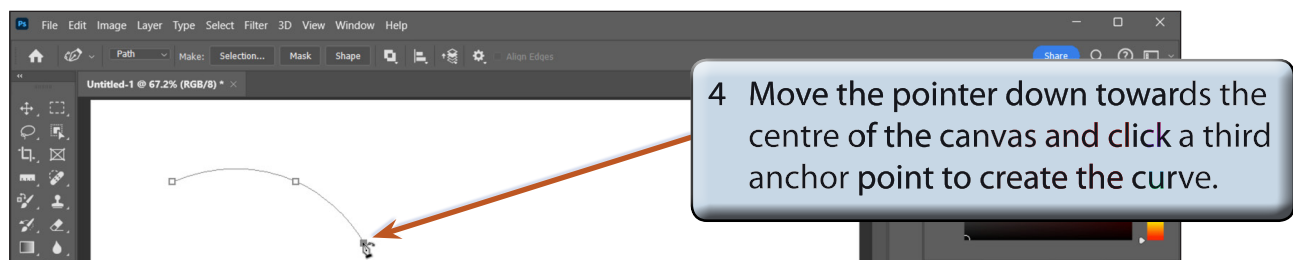 Ps File Edit Image Layer Type Select Filter 3D View Window Help
Path Make: Selection... Mask Shape Align Edges Share
Untitled-1 @ 67.2% (RGB/8) *
4 Move the pointer down towards the
centre of the canvas and click a third
anchor point to create the curve.